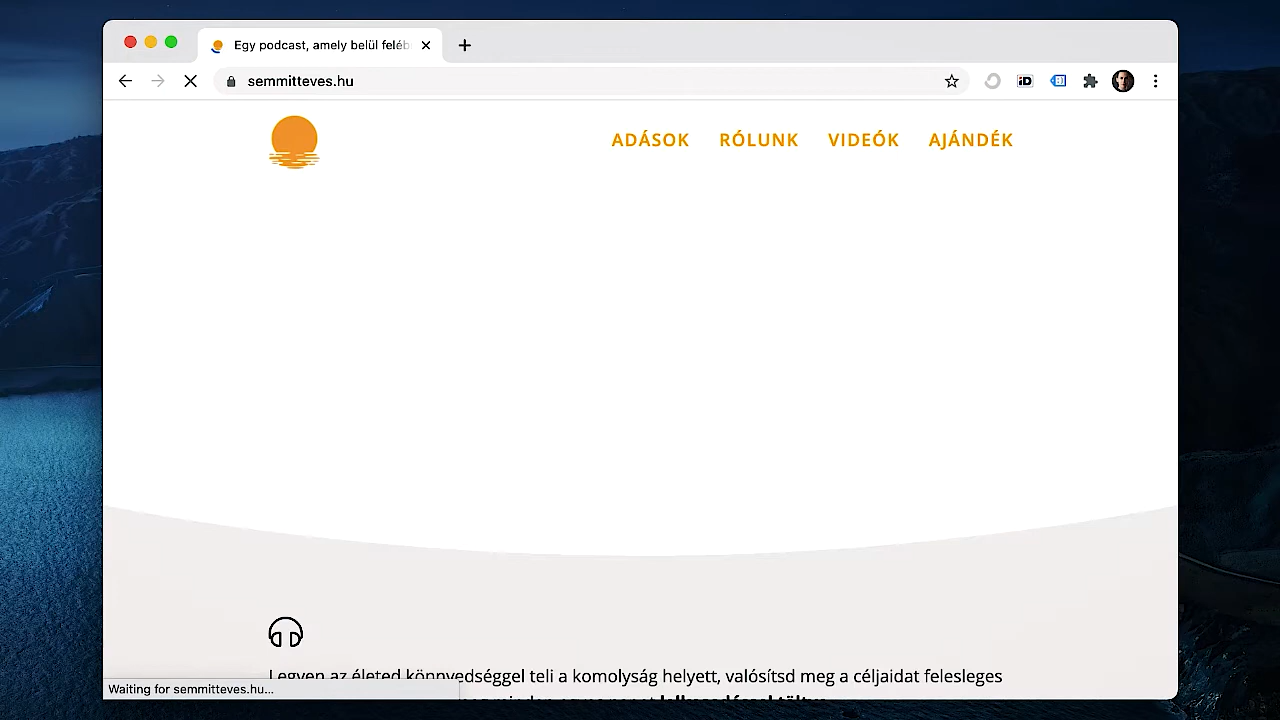 Egy podcast, amely belül feléb
semmitteves.hu
iD
ADÁSOK RÓLUNK VIDEÓK AJÁNDÉK
Legyen az életed könnyedséggel teli a komolyság helyett, valósítsd meg a céljaidat felesleges
Waiting for semmitteves.hu...